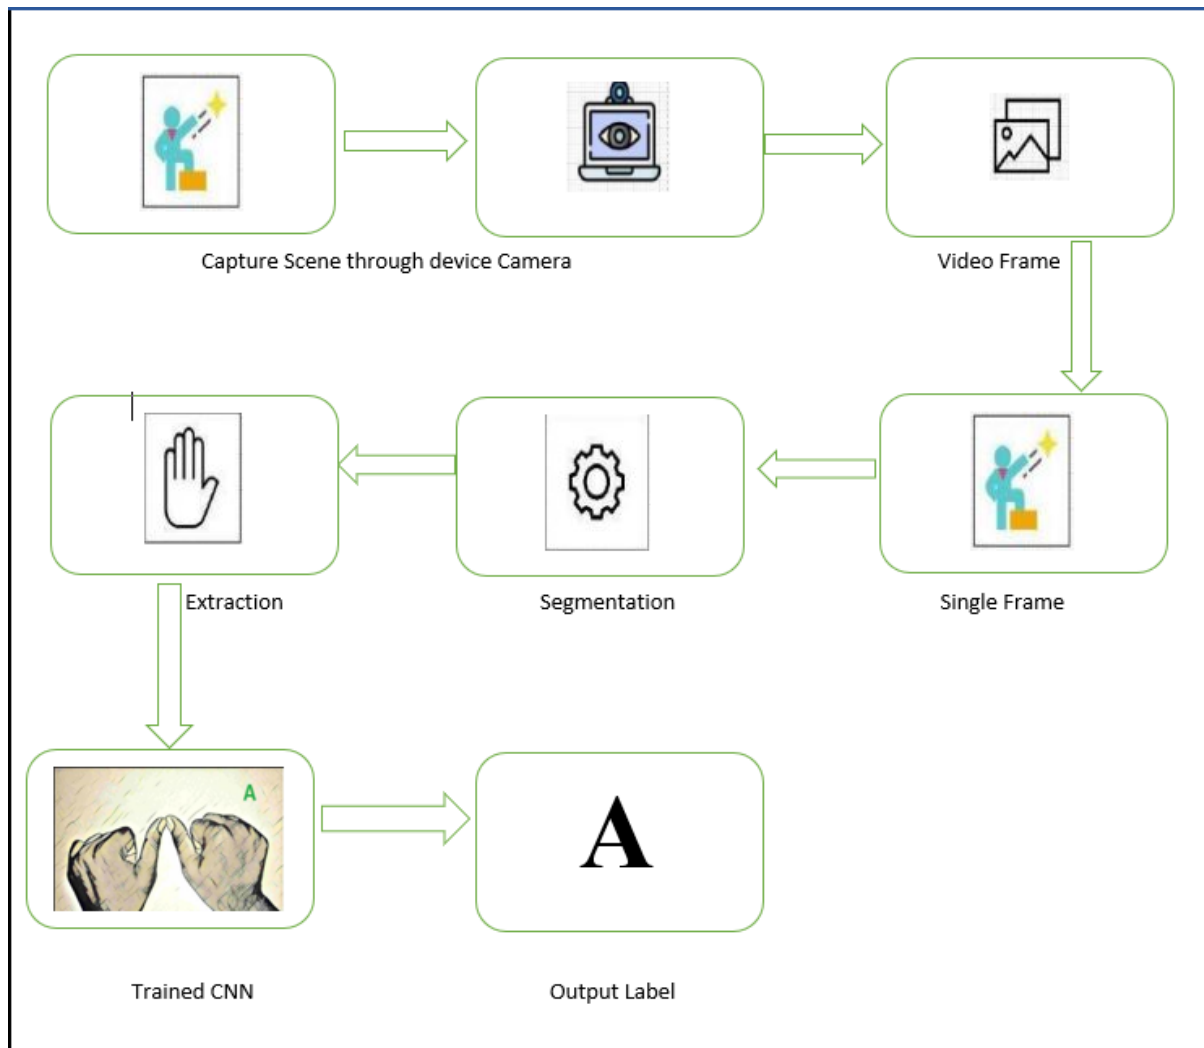 Capture Scene through device Camera
Video Frame
Extraction
Segmentation
Single Frame
A
A
Trained CNN
Output Label